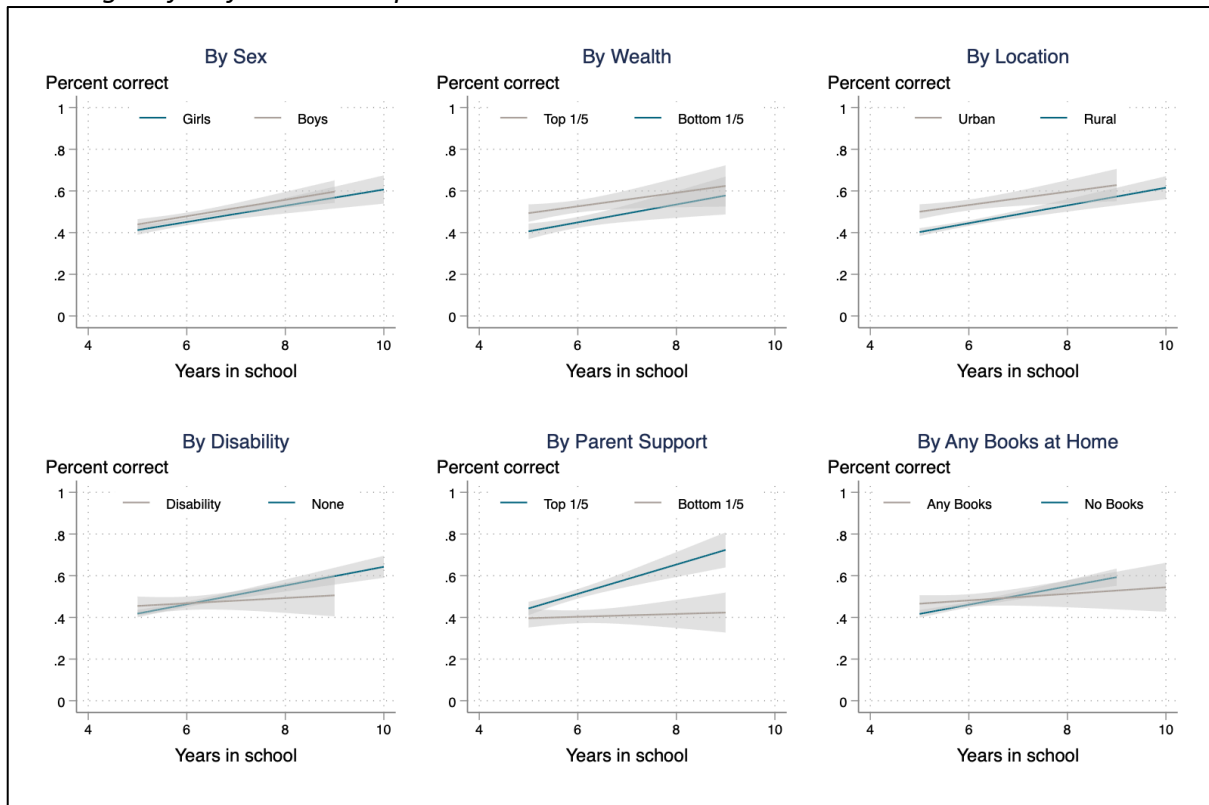 By Sex
Percent correct
1
.8
.6
.4
.2
0
Girls Boys
4 6 8 10
Years in school
By Wealth
Percent correct
1
.8
.6
.4
.2
0
Top 1/5 Bottom 1/5
4 6 8 10
Years in school
By Location
Percent correct
1
.8
.6
.4
.2
0
Urban Rural
4 6 8 10
Years in school
By Disability
Percent correct
1
.8
.6
.4
.2
0
Disability None
4 6 8 10
Years in school
By Parent Support
Percent correct
1
.8
.6
.4
.2
0
Top 1/5 Bottom 1/5
4 6 8 10
Years in school
By Any Books at Home
Percent correct
1
.8
.6
.4
.2
0
Any Books No Books
4 6 8 10
Years in school